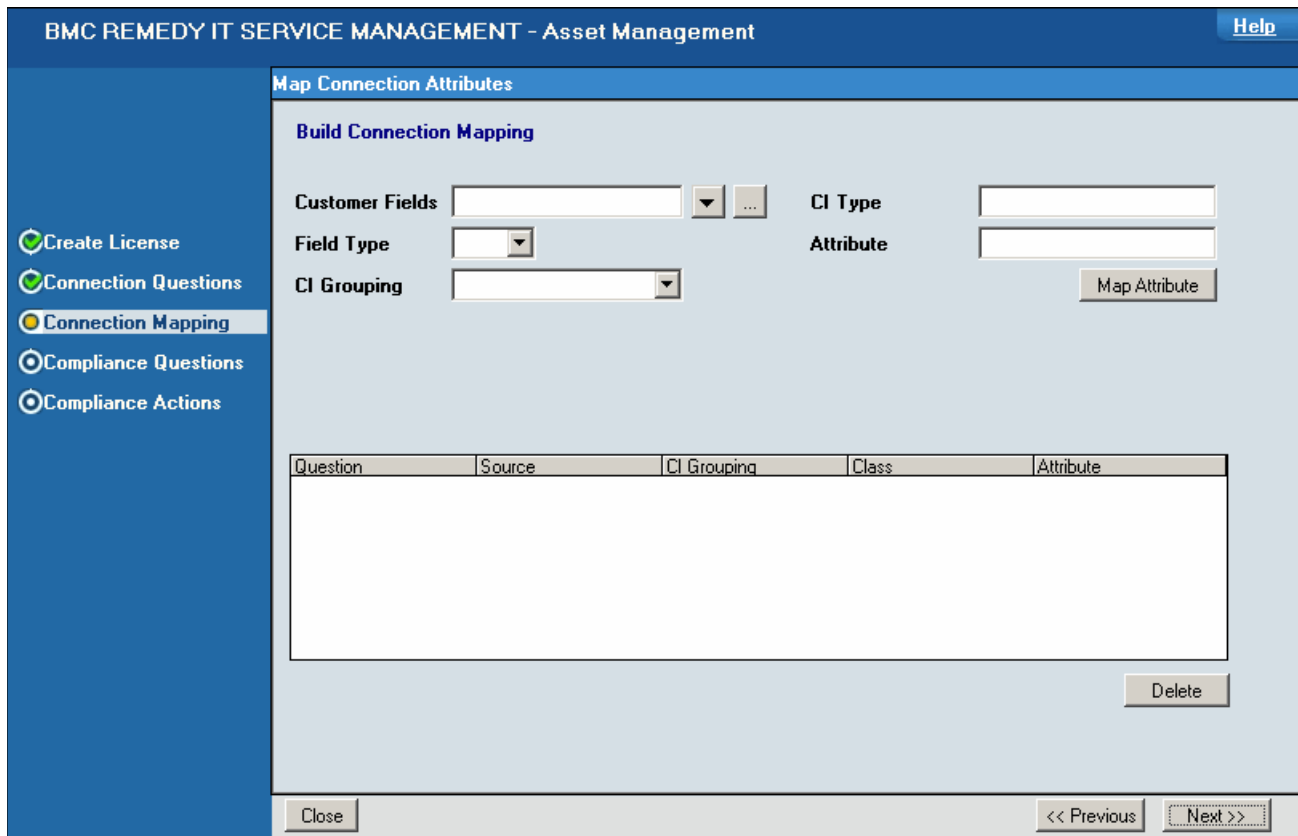 BMC REMEDY IT SERVICE MANAGEMENT - Asset Management
Help
Create License
Connection Questions
Connection Mapping
Compliance Questions
Compliance Actions
Map Connection Attributes
Build Connection Mapping
Customer Fields
...
CI Type
Field Type
Attribute
CI Grouping
Map Attribute
Question Source CI Grouping Class Attribute
Delete
Close
<< Previous
Next >>